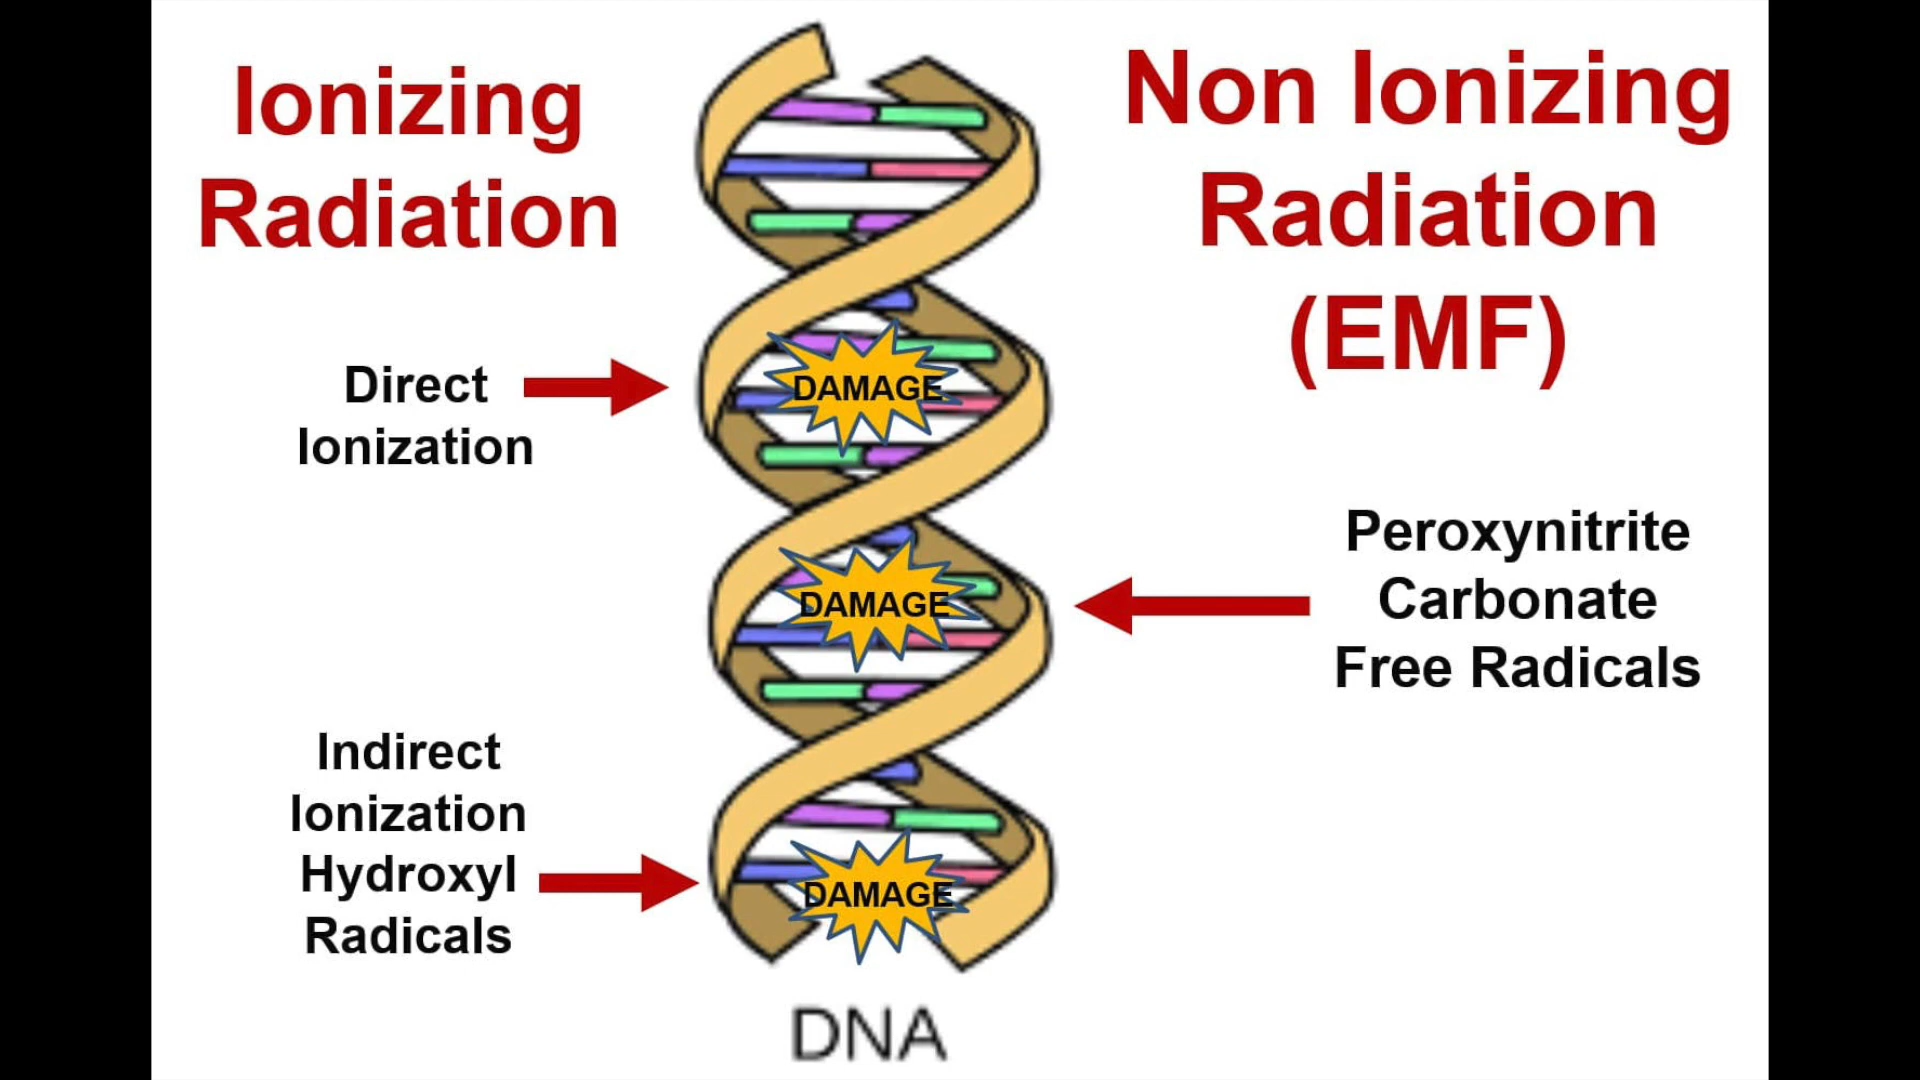 Ionizing
Radiation
Non Ionizing
Radiation
(EMF)
Direct
Ionization
DAMAGE
Peroxynitrite
Carbonate
Free Radicals
DAMAGE
Indirect
Ionization
Hydroxyl
Radicals
DAMAGE
DNA